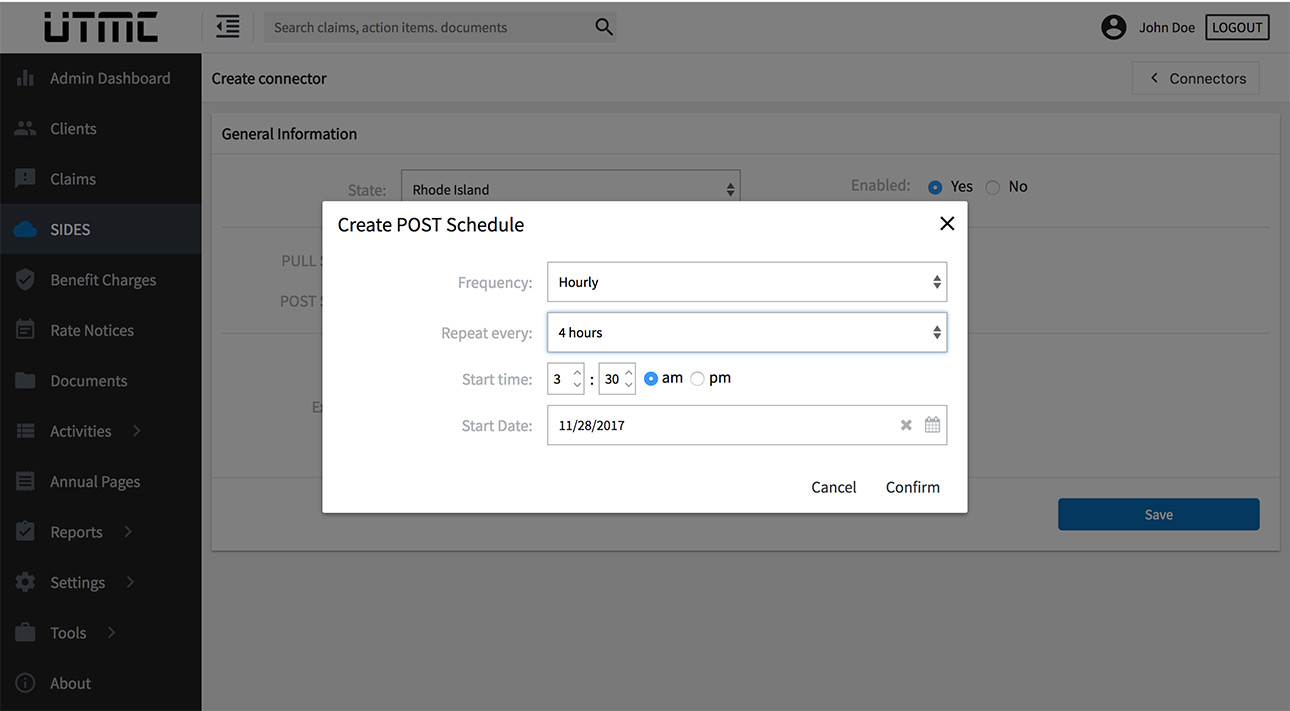 UTMC
Search claims, action items. documents
John Doe
LOGOUT
Admin Dashboard
Clients
Claims
SIDES
Benefit Charges
Rate Notices
Documents
Activities
Annual Pages
Reports
Settings
Tools
About
Create connector
Connectors
General Information
State: Rhode Island
Enabled: Yes No
PULL
POST
Create POST Schedule
Frequency: Hourly
Repeat every: 4 hours
Start time: 3 : 30 am pm
Start Date: 11/28/2017
Cancel Confirm
Save